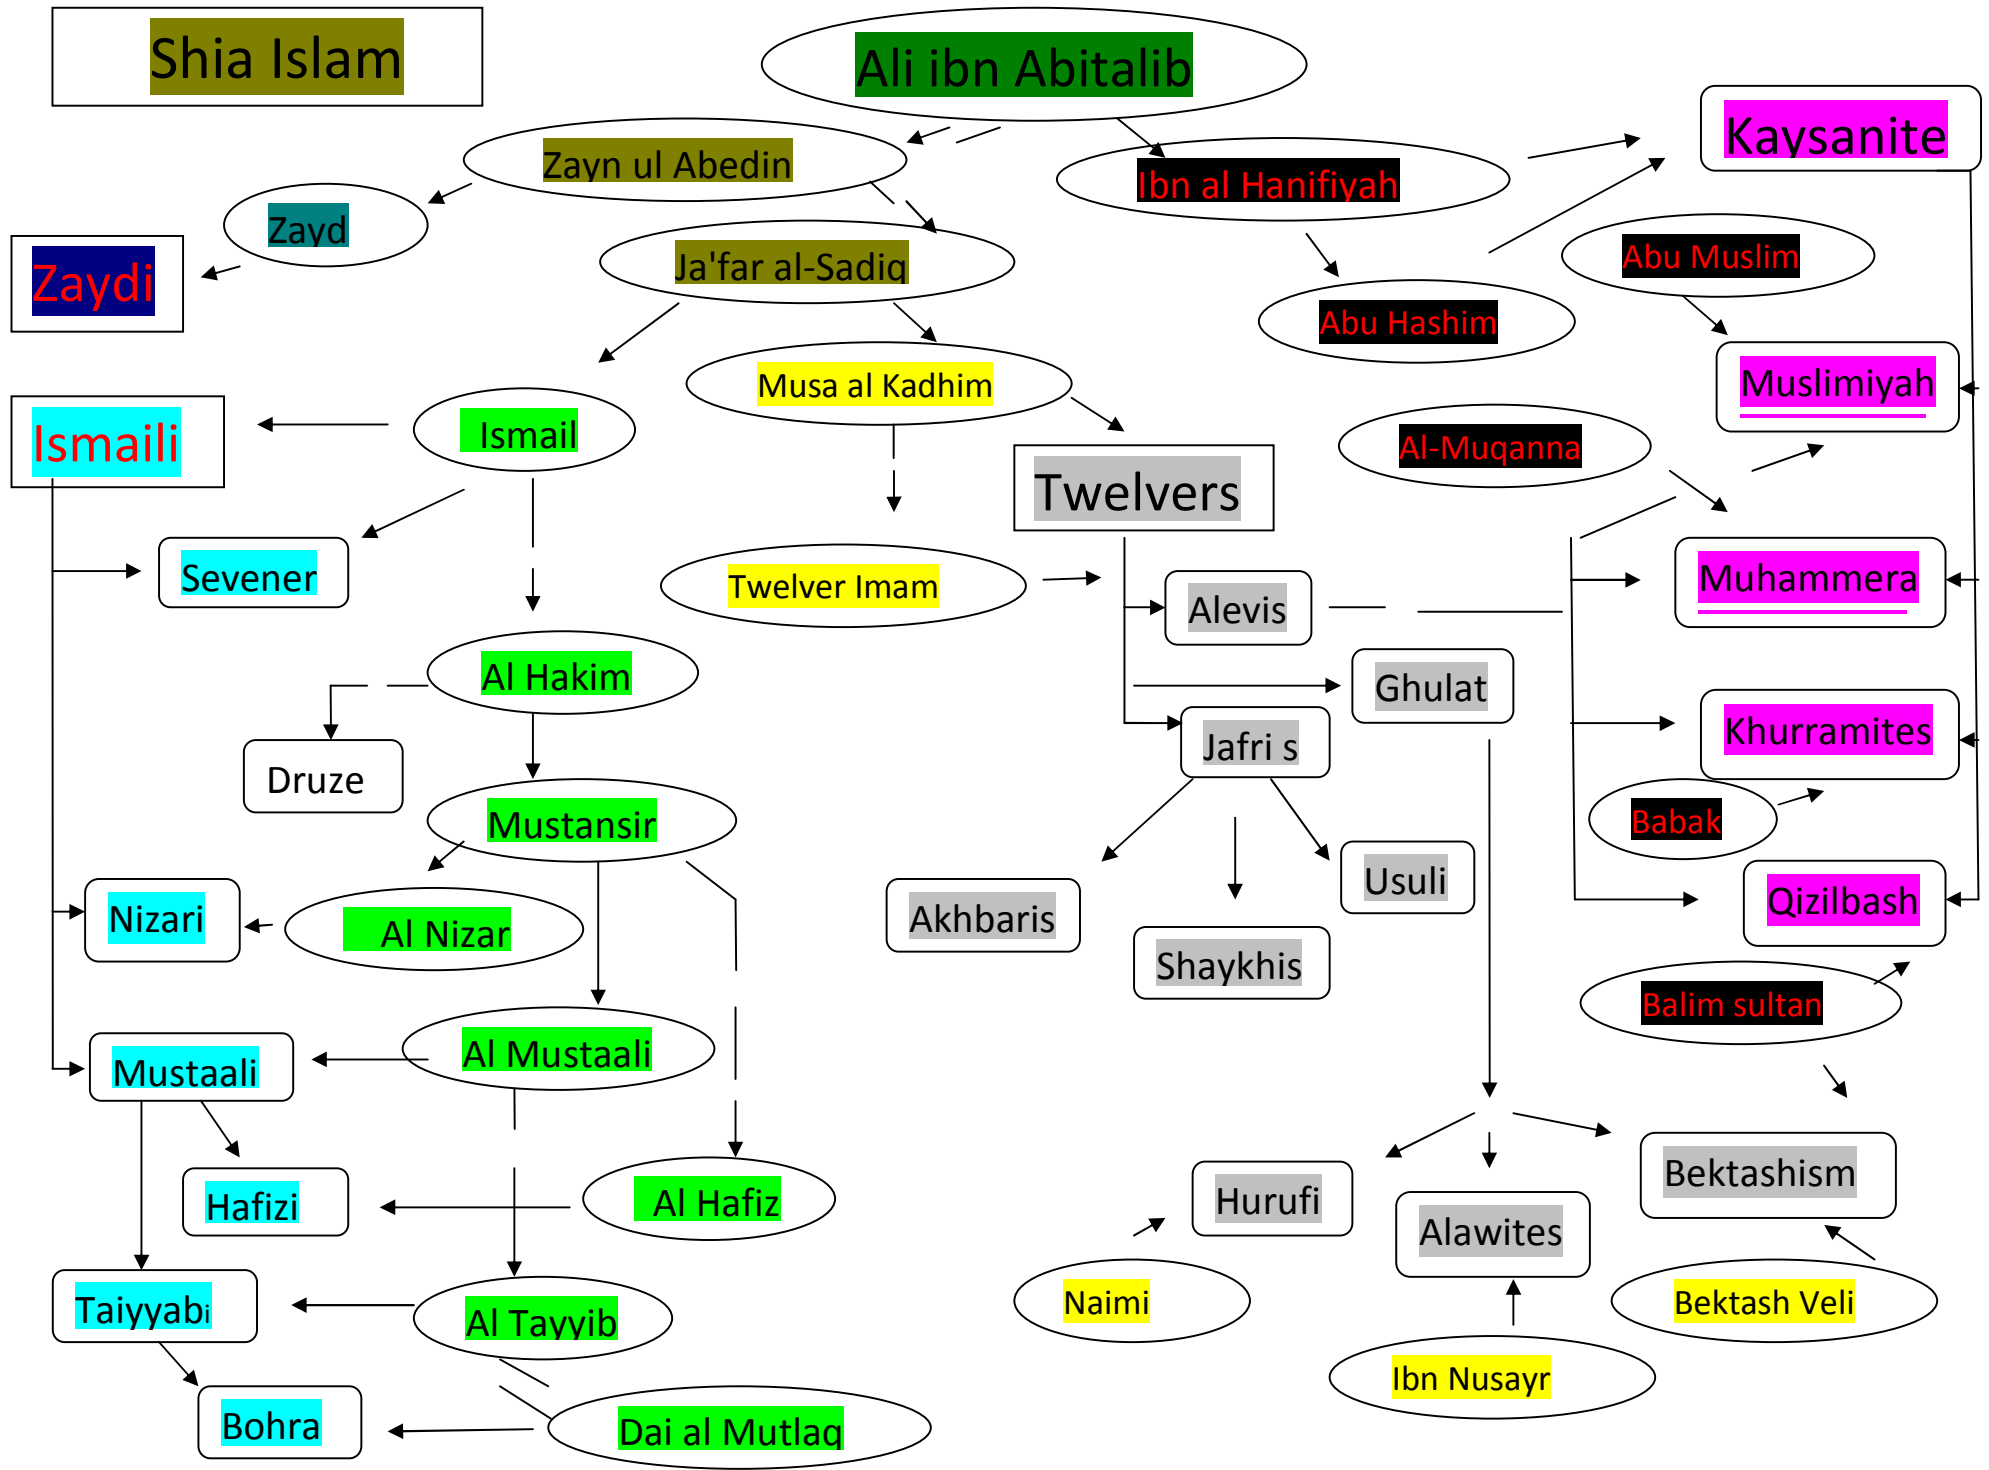 Shia Islam
Ali ibn Abitalib
Kaysanite
Zayn ul Abedin
Ibn al Hanifiyah
Zayd
Zaydi
Ja'far al-Sadiq
Abu Muslim
Abu Hashim
Musa al Kadhim
Muslimiyah
Ismaili
Ismail
Al-Muqanna
Twelvers
Sevener
Twelver Imam
Alevis
Muhammera
Al Hakim
Ghulat
Khurramites
Druze
Jafri s
Mustansir
Babak
Nizari
Al Nizar
Akhbaris
Usuli
Qizilbash
Shaykhis
Balim sultan
Mustaali
Al Mustaali
Hafizi
Al Hafiz
Hurufi
Alawites
Bektashism
Taiyyabi
Al Tayyib
Naimi
Bektash Veli
Ibn Nusayr
Bohra
Dai al Mutlaq